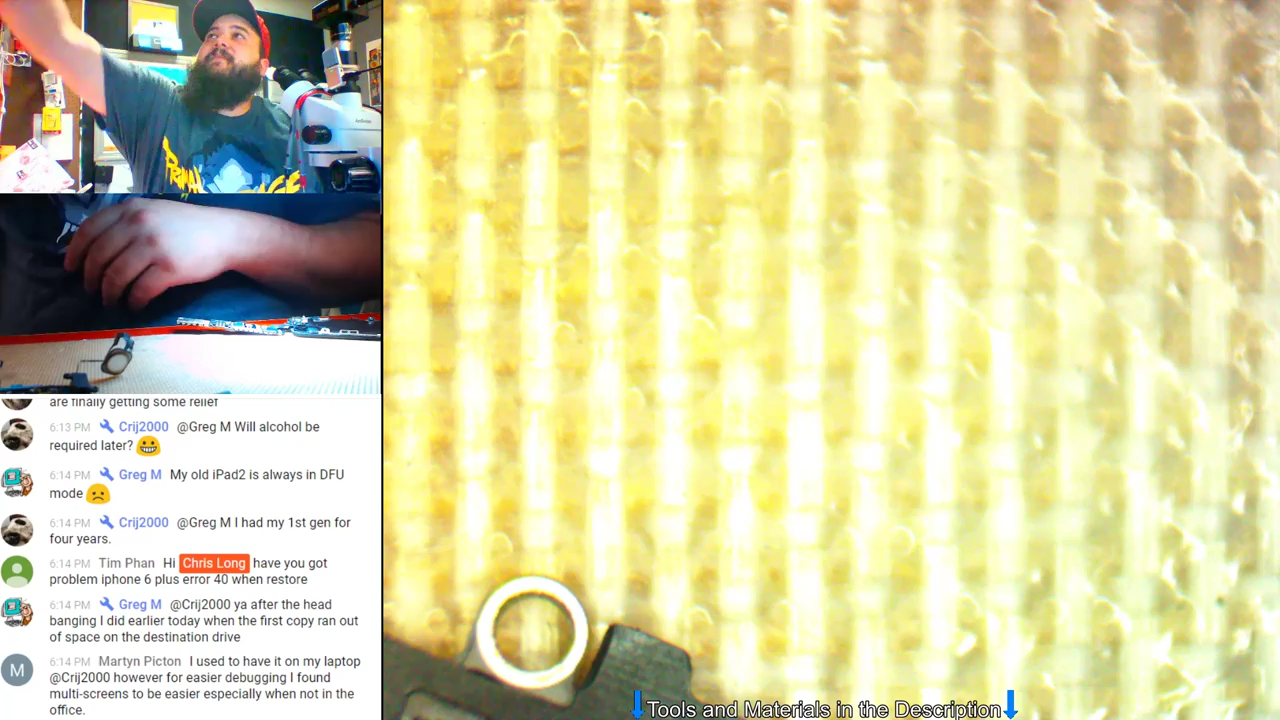 are finally getting some relief
6:13 PM Crij2000 @Greg M Will alcohol be
required later?
6:14 PM Greg M My old iPad2 is always in DFU
mode
6:14 PM Crij2000 @Greg M I had my 1st gen for
four years.
6:14 PM Tim Phan Hi Chris Long have you got
problem iphone 6 plus error 40 when restore
6:14 PM Greg M @Crij2000 ya after the head
banging I did earlier today when the first copy ran out
of space on the destination drive
M
6:14 PM Martyn Picton I used to have it on my laptop
@Crij2000 however for easier debugging I found
multi-screens to be easier especially when not in the
office.
Tools and Materials in the Description